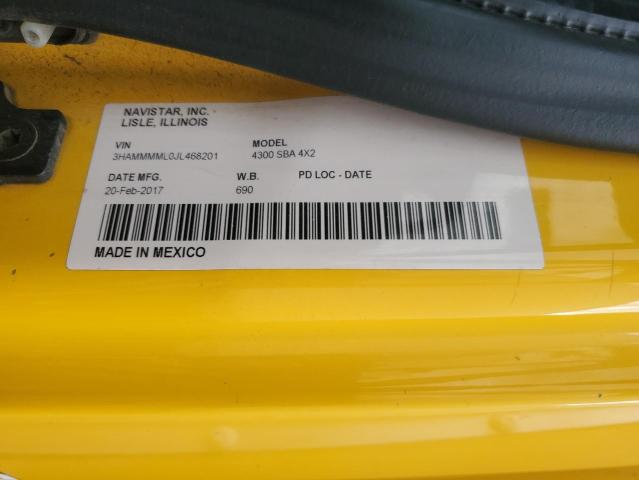 NAVISTAR, INC.
LISLE, ILLINOIS
VIN MODEL
3HAMMMML0JL468201 4300 SBA 4X2
DATE MFG. W.B. PD LOC - DATE
20-Feb-2017 690
MADE IN MEXICO